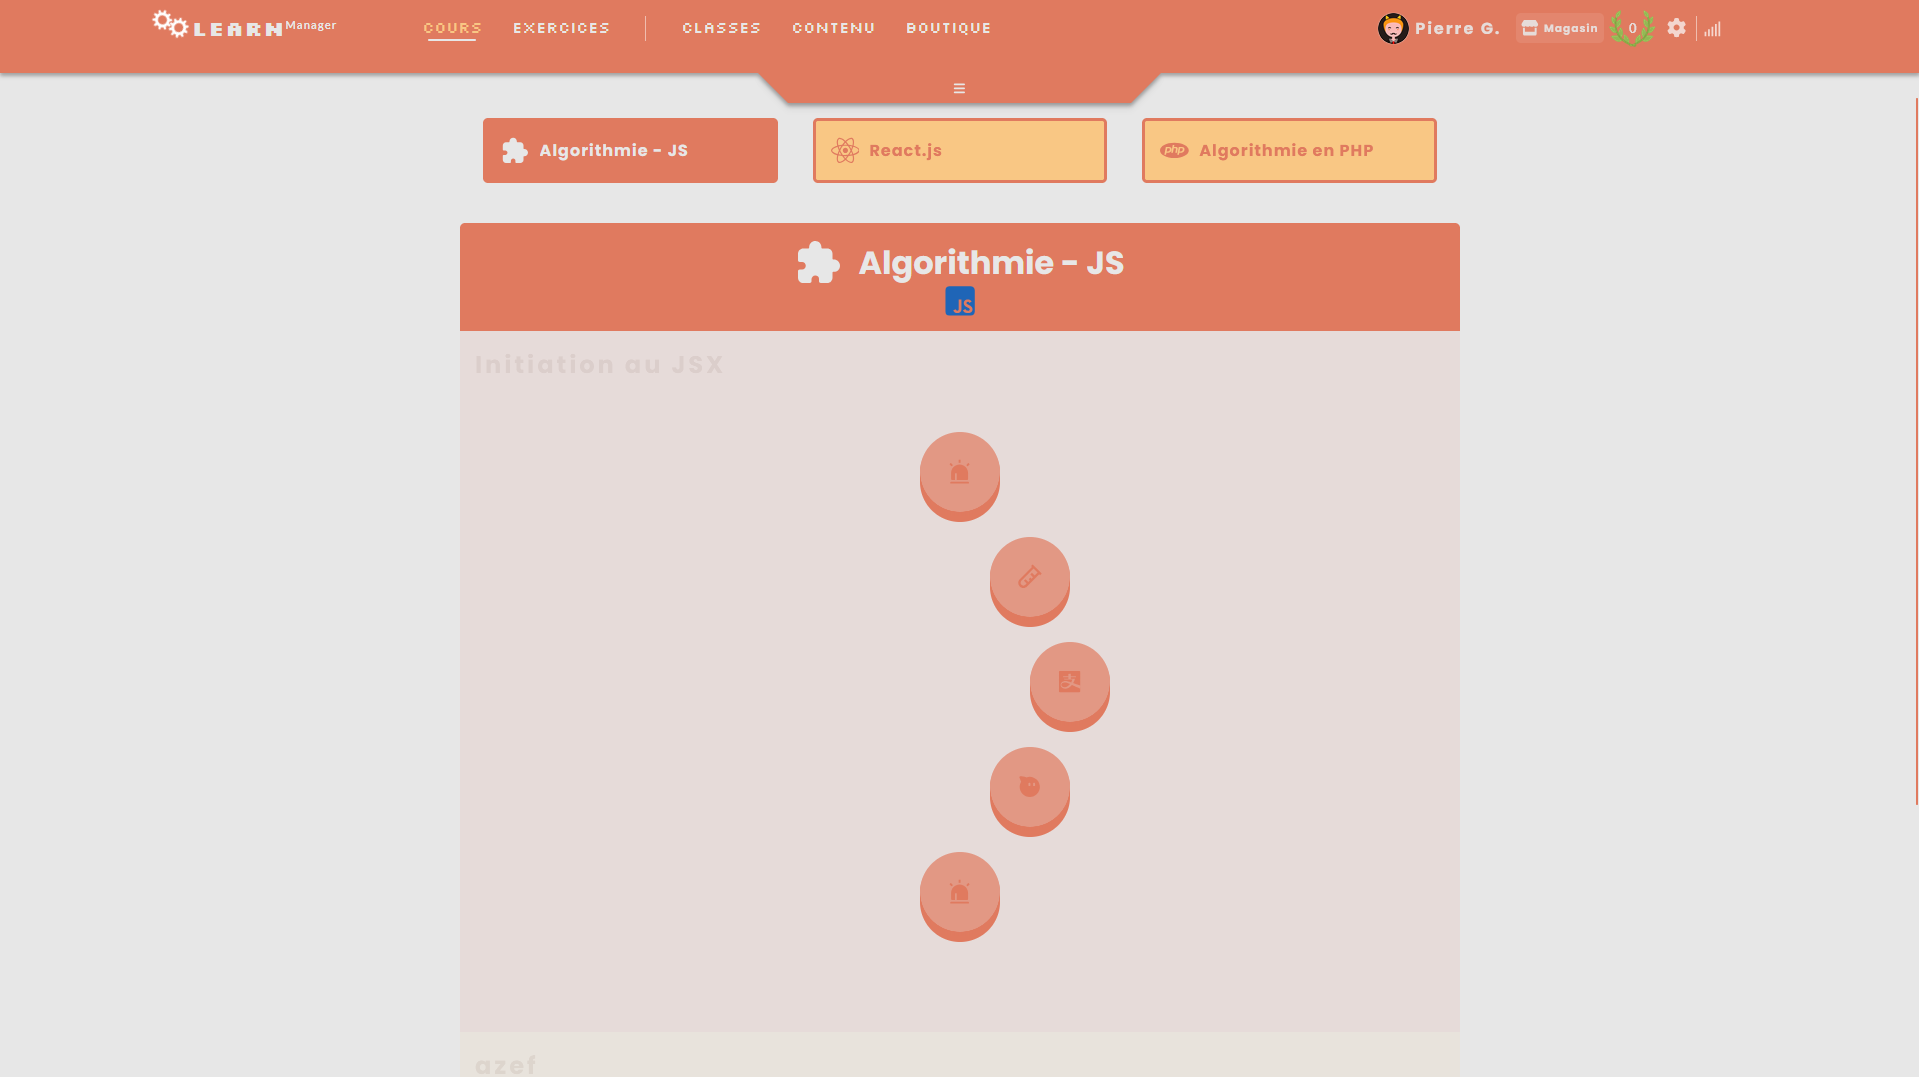 LEARN Manager
COURS EXERCICES CLASSES CONTENU BOUTIQUE
Pierre G. Magasin 0
Algorithmie - JS
React.js
php Algorithmie en PHP
Algorithmie - JS
JS
Initiation au JSX
azef